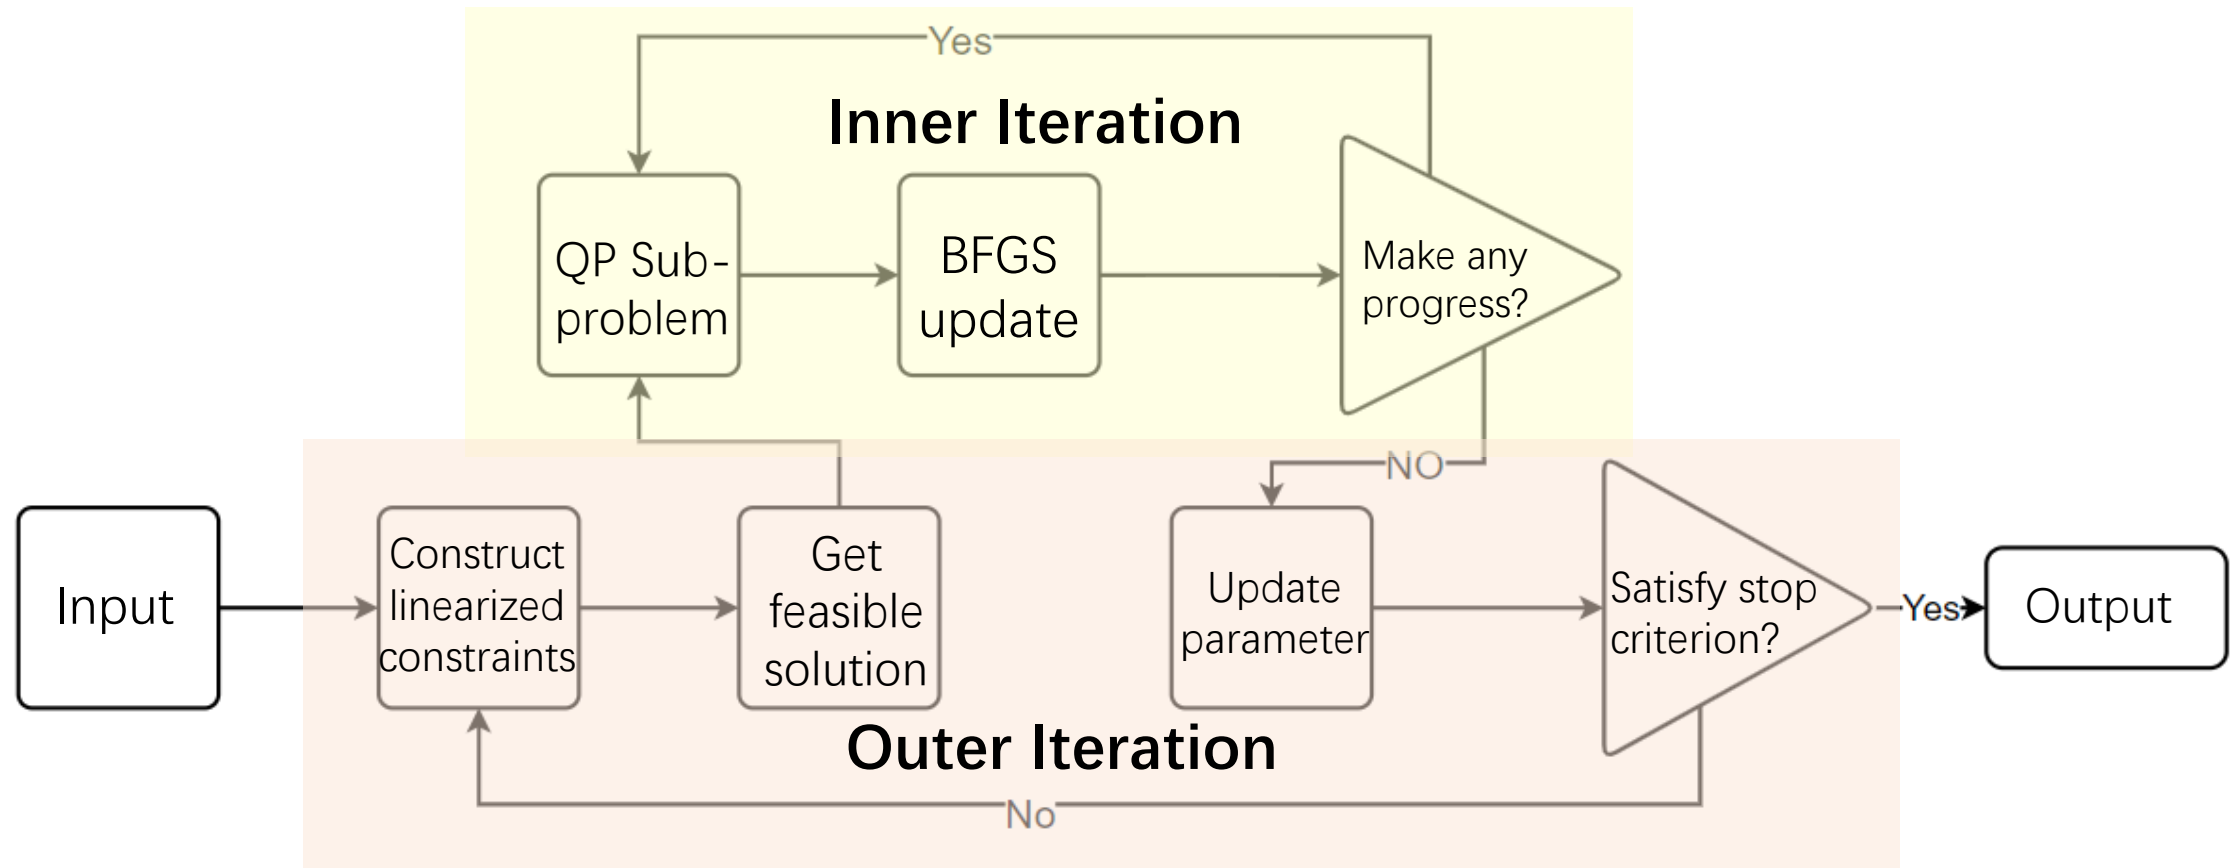 Yes
Inner Iteration
QP Sub-
problem
BFGS
update
Make any
progress?
NO
Input
Construct
linearized
constraints
Get
feasible
solution
Update
parameter
Satisfy stop
criterion?
Yes
Output
Outer Iteration
No